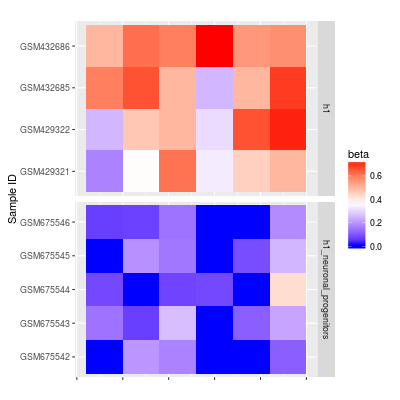 GSM432686
GSM432685
GSM429322
GSM429321
h1
GSM675546
GSM675545
GSM675544
GSM675543
GSM675542
h1_neuronal_progenitors
Sample ID
beta
0.6
0.4
0.2
0.0